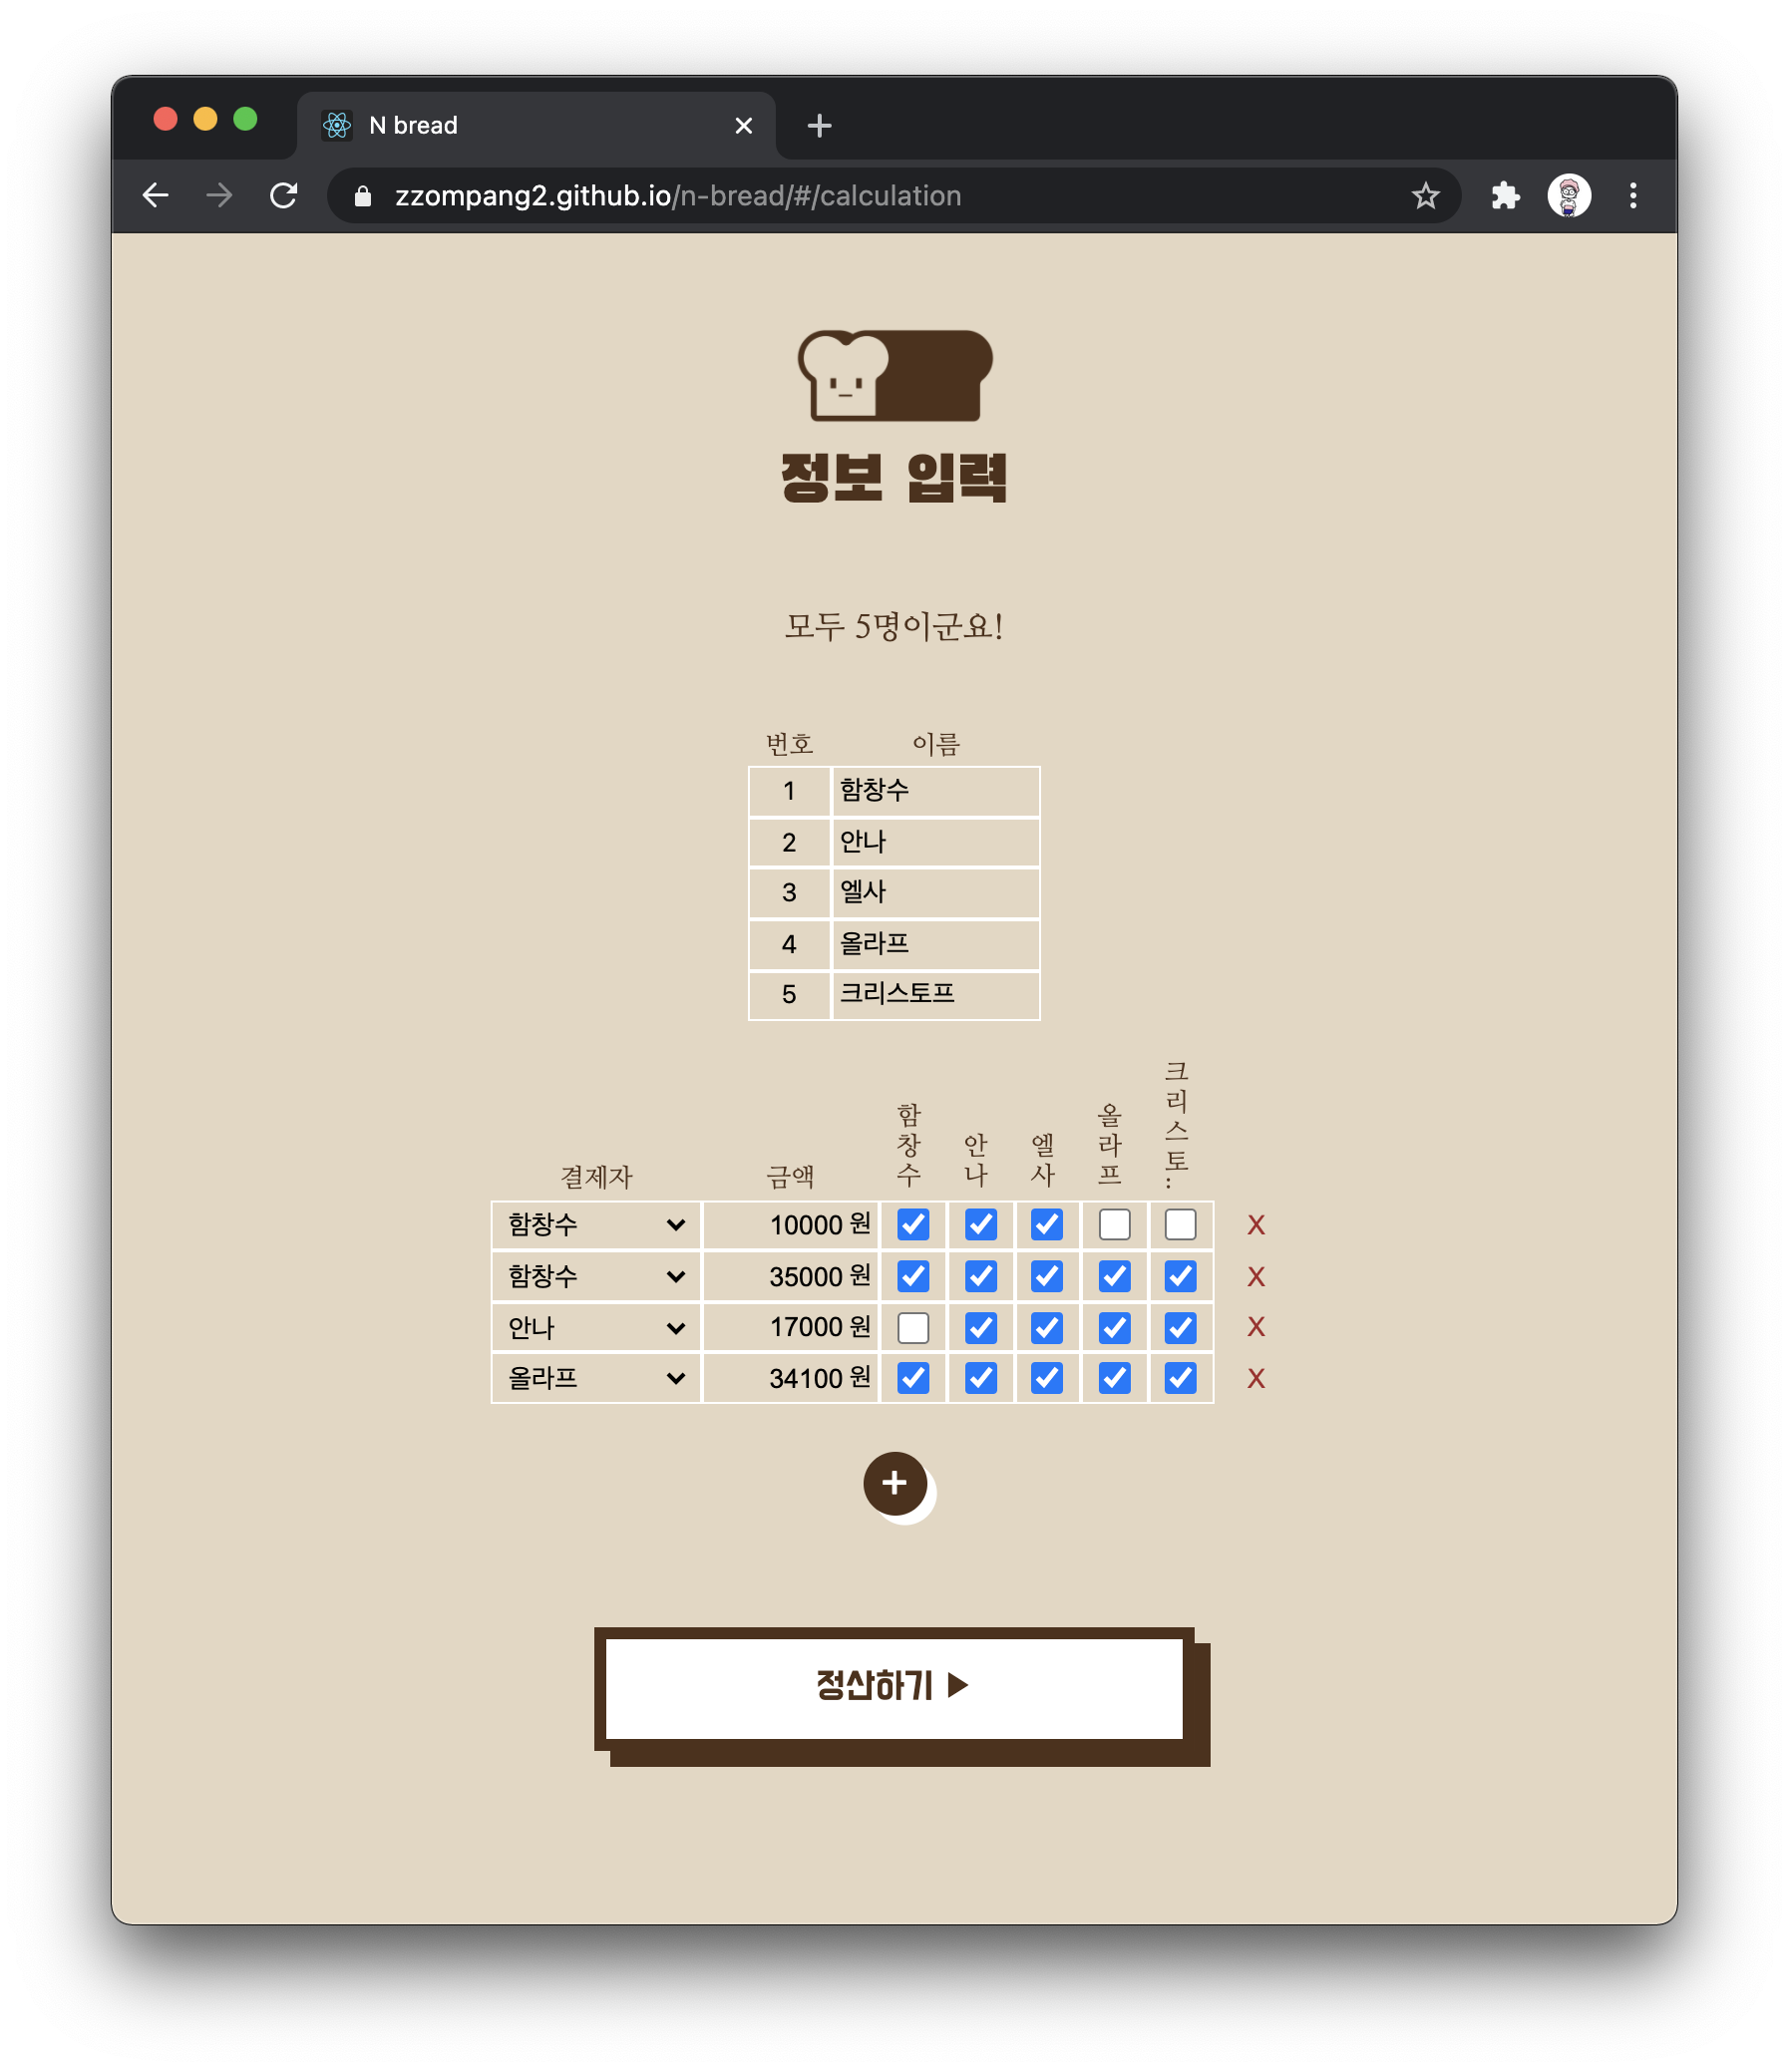 N bread
zzompang2.github.io/n-bread/#/calculation
정보 입력
모두 5명이군요!
번호 이름
1 함창수
2 안나
3 엘사
4 올라프
5 크리스토프
결제자 금액 함창수 안나 엘사 올라프 크리스토…
함창수 10000 원 X
함창수 35000 원 X
안나 17000 원 X
올라프 34100 원 X
+
정산하기 ▶